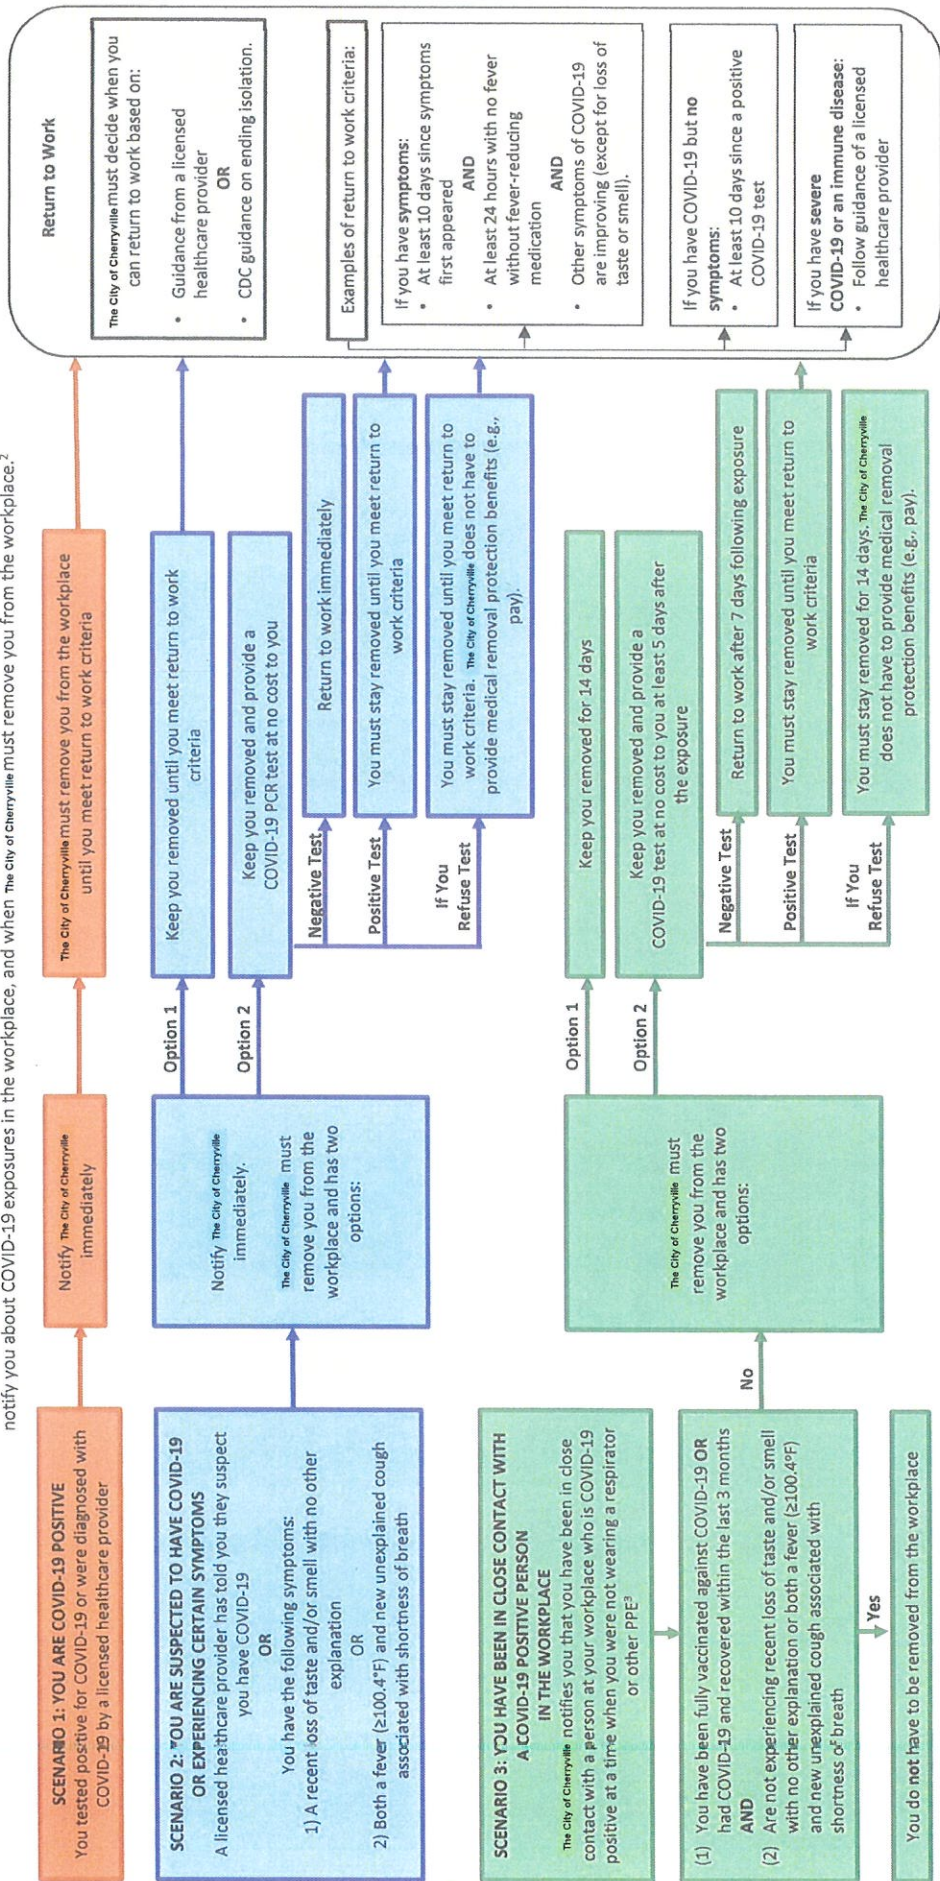 notify you about COVID-19 exposures in the workplace, and when The City of Cherryville must remove you from the workplace.²
SCENARIO 1: YOU ARE COVID-19 POSITIVE
You tested positive for COVID-19 or were diagnosed with
COVID-19 by a licensed healthcare provider
Notify The City of Cherryville
immediately
The City of Cherryville must remove you from the workplace
until you meet return to work criteria
SCENARIO 2: YOU ARE SUSPECTED TO HAVE COVID-19
OR EXPERIENCING CERTAIN SYMPTOMS
A licensed healthcare provider has told you they suspect
you have COVID-19
OR
You have the following symptoms:
1) A recent loss of taste and/or smell with no other
explanation
OR
2) Both a fever (≥100.4°F) and new unexplained cough
associated with shortness of breath
Notify The City of Cherryville
immediately.
The City of Cherryville must
remove you from the
workplace and has two
options:
Option 1
Keep you removed until you meet return to work
criteria
Option 2
Keep you removed and provide a
COVID-19 PCR test at no cost to you
Negative Test
Return to work immediately
Positive Test
You must stay removed until you meet return to
work criteria
If You
Refuse Test
You must stay removed until you meet return to
work criteria. The City of Cherryville does not have to
provide medical removal protection benefits (e.g.,
pay).
SCENARIO 3: YOU HAVE BEEN IN CLOSE CONTACT WITH
A COVID-19 POSITIVE PERSON
IN THE WORKPLACE
The City of Cherryville notifies you that you have been in close
contact with a person at your workplace who is COVID-19
positive at a time when you were not wearing a respirator
or other PPE³
(1) You have been fully vaccinated against COVID-19 OR
had COVID-19 and recovered within the last 3 months
AND
(2) Are not experiencing recent loss of taste and/or smell
with no other explanation or both a fever (≥100.4°F)
and new unexplained cough associated with
shortness of breath
Yes
You do not have to be removed from the workplace
No
The City of Cherryville must
remove you from the
workplace and has two
options:
Option 1
Keep you removed for 14 days
Option 2
Keep you removed and provide a
COVID-19 test at no cost to you at least 5 days after
the exposure
Negative Test
Return to work after 7 days following exposure
Positive Test
You must stay removed until you meet return to
work criteria
If You
Refuse Test
You must stay removed for 14 days. The City of Cherryville
does not have to provide medical removal
protection benefits (e.g., pay).
Return to Work
The City of Cherryville must decide when you
can return to work based on:
• Guidance from a licensed
healthcare provider
OR
• CDC guidance on ending isolation.
Examples of return to work criteria:
If you have symptoms:
• At least 10 days since symptoms
first appeared
AND
• At least 24 hours with no fever
without fever-reducing
medication
AND
• Other symptoms of COVID-19
are improving (except for loss of
taste or smell).
If you have COVID-19 but no
symptoms:
• At least 10 days since a positive
COVID-19 test
If you have severe
COVID-19 or an immune disease:
• Follow guidance of a licensed
healthcare provider